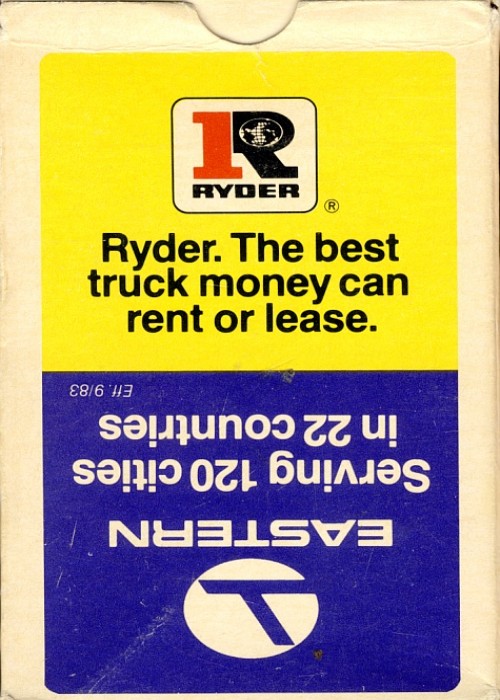 R
RYDER
®
Ryder. The best
truck money can
rent or lease.
EASTERN
Serving 120 cities
in 22 countries
Eff. 9/83